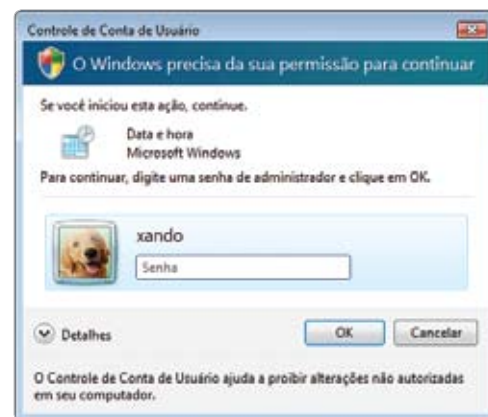 Controle de Conta de Usuário
O Windows precisa da sua permissão para continuar
Se você iniciou esta ação, continue.
Data e hora
Microsoft Windows
Para continuar, digite uma senha de administrador e clique em OK.
xando
Senha
Detalhes
OK
Cancelar
O Controle de Conta de Usuário ajuda a proibir alterações não autorizadas
em seu computador.